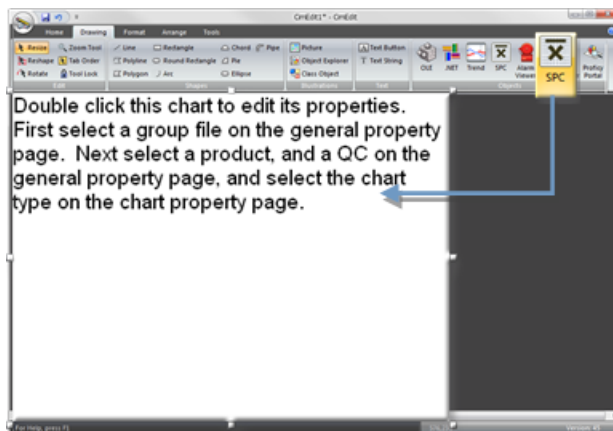 CimEdit1* - CimEdit
Home Drawing Format Arrange Tools
Resize Zoom Tool Line Rectangle Chord Pipe Picture Text Button
Reshape Tab Order Polyline Round Rectangle Pie Object Explorer Text String
Rotate Tool Lock Polygon Arc Ellipse Class Object
OLE .NET Trend SPC Alarm Viewer SPC Proficy Portal
Edit Shapes Illustrations Text Objects
Double click this chart to edit its properties.
First select a group file on the general property
page. Next select a product, and a QC on the
general property page, and select the chart
type on the chart property page.
For Help, press F1